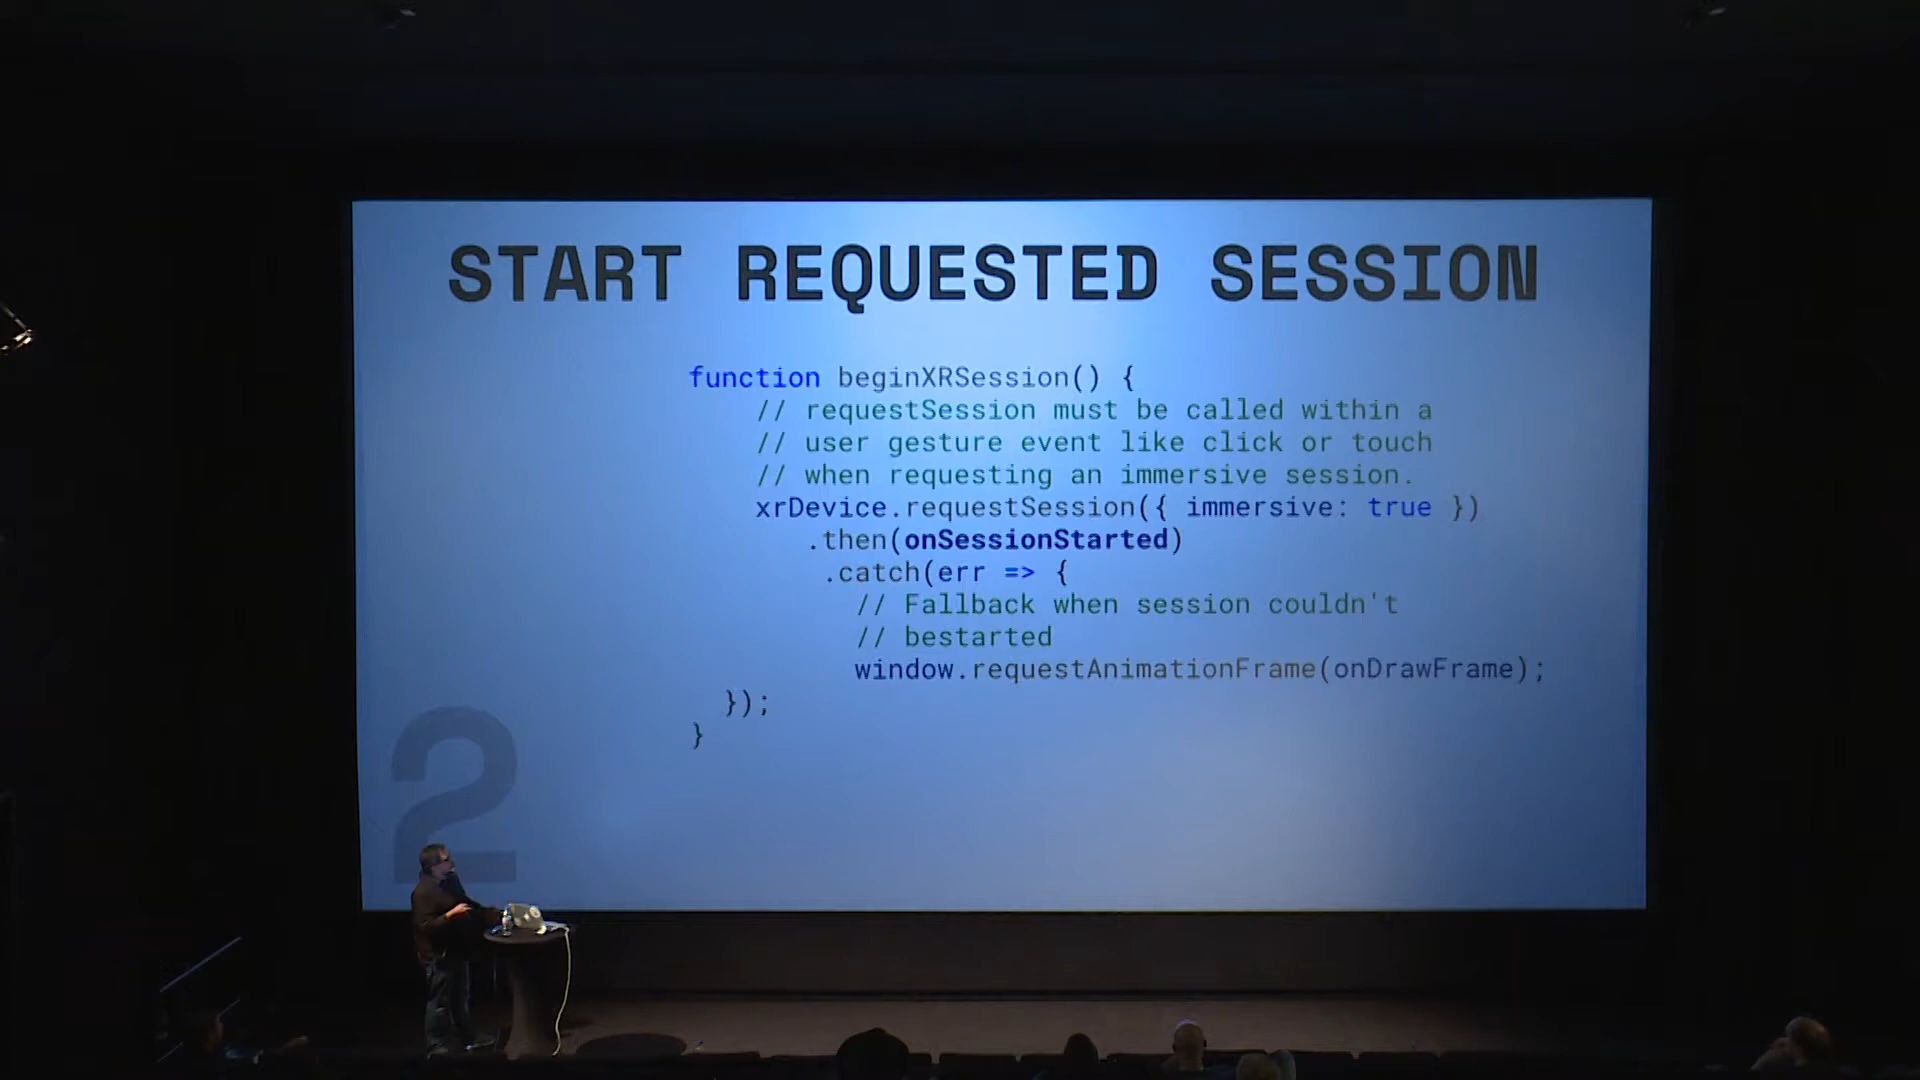 START REQUESTED SESSION
function beginXRSession() {
// requestSession must be called within a
// user gesture event like click or touch
// when requesting an immersive session.
xrDevice.requestSession({ immersive: true })
.then(onSessionStarted)
.catch(err => {
// Fallback when session couldn't
// bestarted
window.requestAnimationFrame(onDrawFrame);
});
}
2